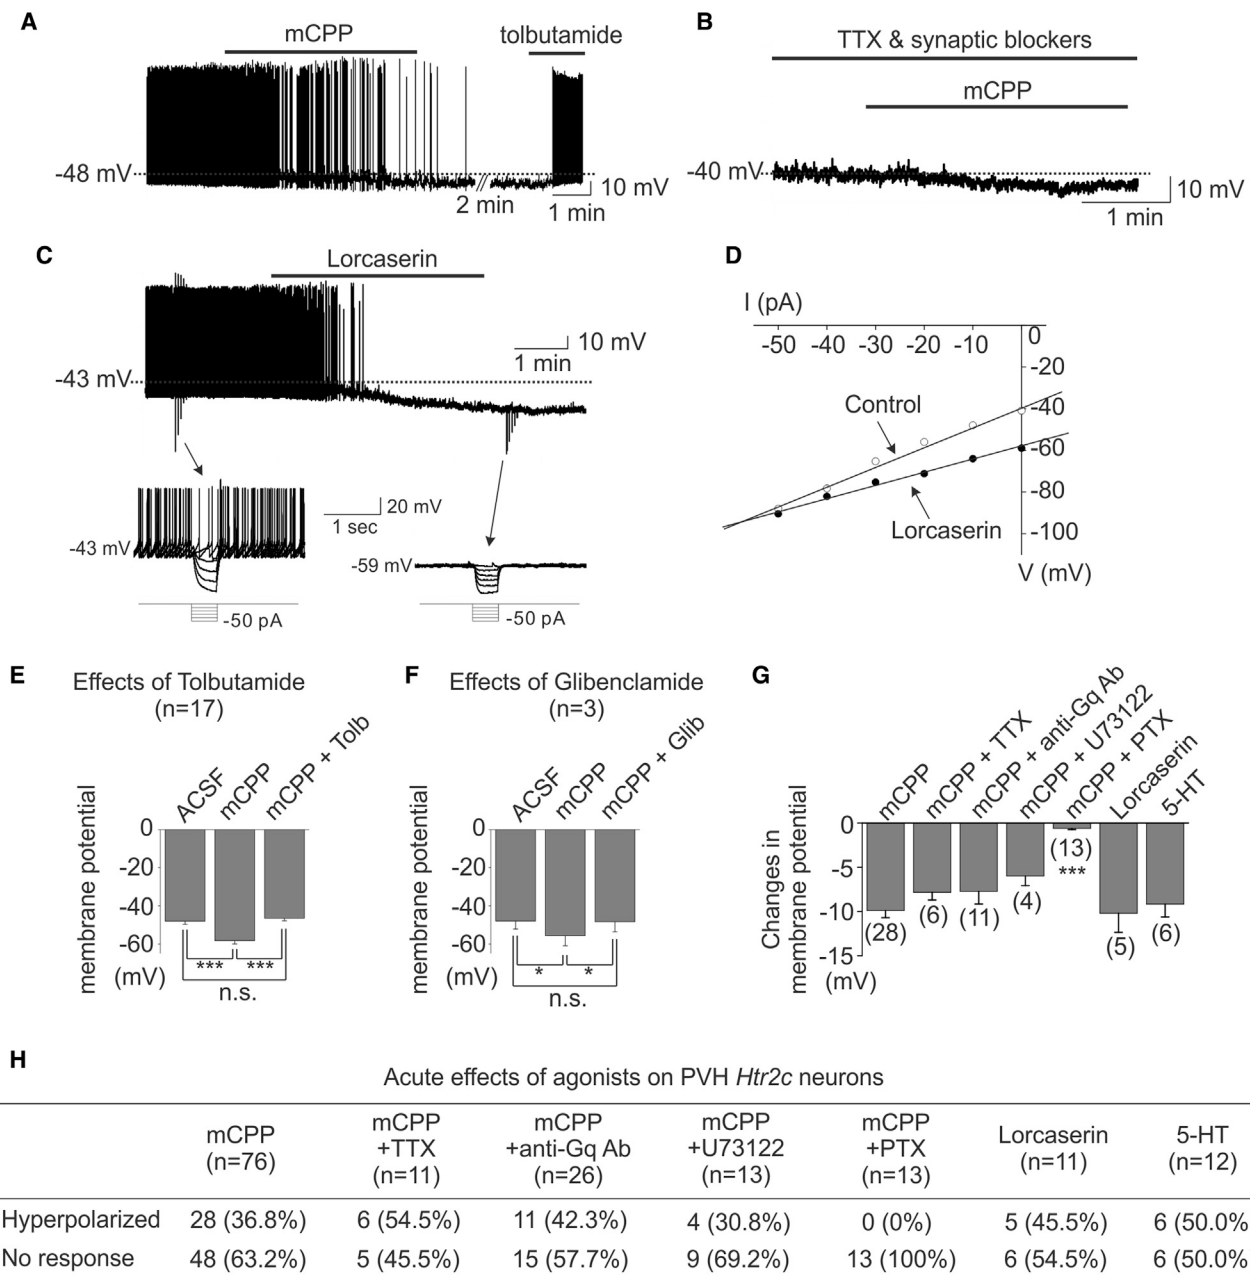 A
mCPP
tolbutamide
-48 mV
2 min
10 mV
1 min
B
TTX & synaptic blockers
mCPP
-40 mV
10 mV
1 min
C
Lorcaserin
10 mV
1 min
-43 mV
20 mV
1 sec
-43 mV
-50 pA
-59 mV
-50 pA
D
I (pA)
-50 -40 -30 -20 -10 0
-20
-40
-60
-80
-100
V (mV)
Control
Lorcaserin
E
Effects of Tolbutamide
(n=17)
ACSF
mCPP
mCPP + Tolb
membrane potential
(mV)
0
-20
-40
-60
*** ***
n.s.
F
Effects of Glibenclamide
(n=3)
ACSF
mCPP
mCPP + Glib
membrane potential
(mV)
0
-20
-40
-60
* *
n.s.
G
mCPP
mCPP + TTX
mCPP + anti-Gq Ab
mCPP + U73122
mCPP + PTX
Lorcaserin
5-HT
Changes in
membrane potential
(mV)
0
-5
-10
-15
(28)
(6)
(11)
(4)
(13)
***
(5)
(6)
H
Acute effects of agonists on PVH Htr2c neurons
mCPP
(n=76)
mCPP
+TTX
(n=11)
mCPP
+anti-Gq Ab
(n=26)
mCPP
+U73122
(n=13)
mCPP
+PTX
(n=13)
Lorcaserin
(n=11)
5-HT
(n=12)
Hyperpolarized 28 (36.8%) 6 (54.5%) 11 (42.3%) 4 (30.8%) 0 (0%) 5 (45.5%) 6 (50.0%
No response 48 (63.2%) 5 (45.5%) 15 (57.7%) 9 (69.2%) 13 (100%) 6 (54.5%) 6 (50.0%